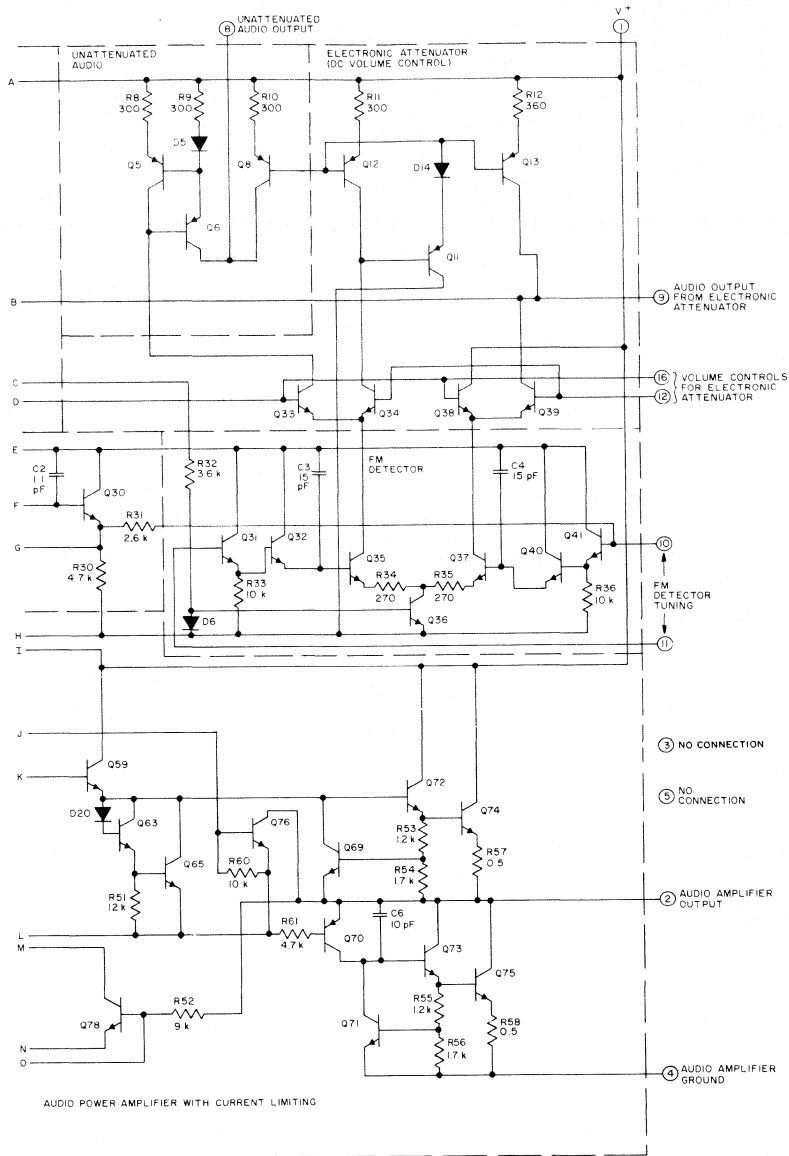 8 UNATTENUATED
AUDIO OUTPUT
V+
1
UNATTENUATED
AUDIO
ELECTRONIC ATTENUATOR
(DC VOLUME CONTROL)
A
R8
300
R9
300
R10
300
R11
300
R12
360
D5
Q5
Q8
Q12
D14
Q13
Q6
Q11
B
9 AUDIO OUTPUT
FROM ELECTRONIC
ATTENUATOR
C
D
16
12
VOLUME CONTROLS
FOR ELECTRONIC
ATTENUATOR
Q33
Q34
Q38
Q39
E
FM
DETECTOR
C2
1.1
pF
Q30
R32
3.6 k
C3
15
pF
C4
15 pF
F
R31
2.6 k
Q31
Q32
Q35
Q37
Q40
Q41
10
G
R30
4.7 k
R33
10 k
R34
270
R35
270
R36
10 k
FM
DETECTOR
TUNING
D6
Q36
H
I
11
J
3 NO CONNECTION
K
Q59
5 NO
CONNECTION
Q72
Q74
D20
Q63
Q76
Q69
R53
1.2 k
Q65
R60
10 k
R54
1.7 k
R57
0.5
R51
12 k
2 AUDIO AMPLIFIER
OUTPUT
L
R61
4.7 k
Q70
C6
10 pF
Q73
Q75
M
R52
9 k
Q78
Q71
R55
1.2 k
R58
0.5
R56
1.7 k
N
O
4 AUDIO AMPLIFIER
GROUND
AUDIO POWER AMPLIFIER WITH CURRENT LIMITING